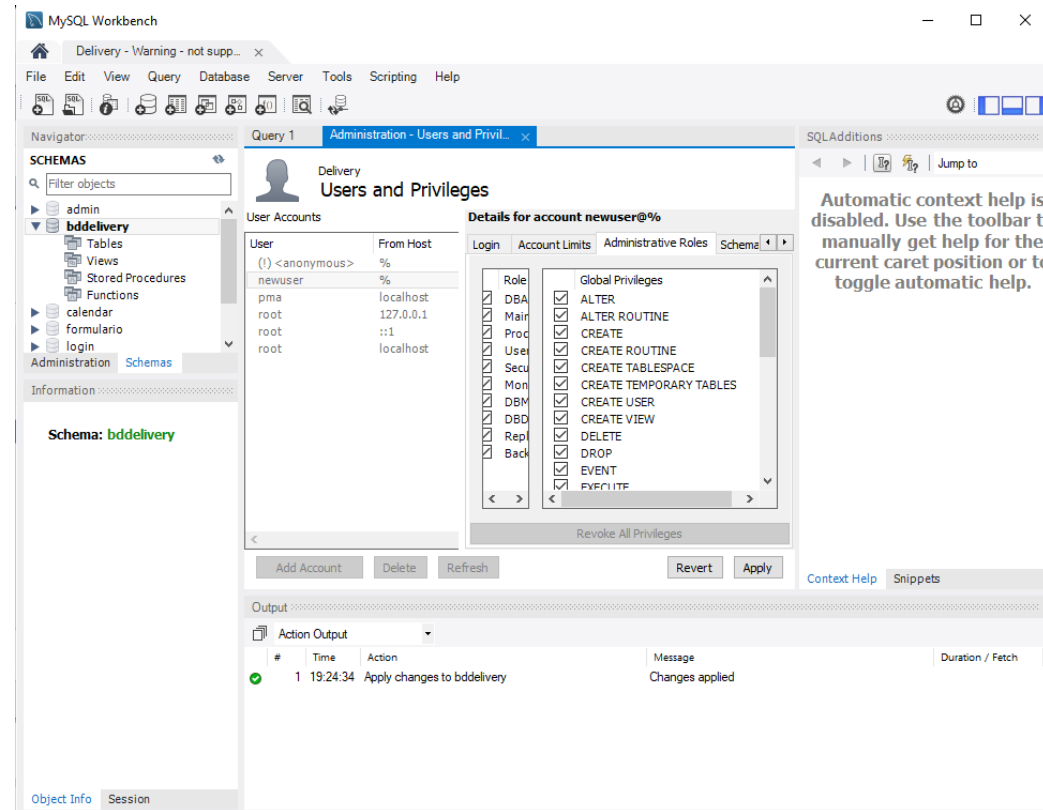 MySQL Workbench
Delivery - Warning - not supp...
File Edit View Query Database Server Tools Scripting Help
Navigator
SCHEMAS
Filter objects
admin
bddelivery
Tables
Views
Stored Procedures
Functions
calendar
formulario
login
Administration Schemas
Information
Schema: bddelivery
Object Info Session
Query 1 Administration - Users and Privil...
Delivery
Users and Privileges
User Accounts
User From Host
(!) <anonymous> %
newuser %
pma localhost
root 127.0.0.1
root ::1
root localhost
Add Account Delete Refresh
Details for account newuser@%
Login Account Limits Administrative Roles Schema
Role
DBA
Main
Proc
User
Secu
Mon
DBM
DBD
Repl
Back
Global Privileges
ALTER
ALTER ROUTINE
CREATE
CREATE ROUTINE
CREATE TABLESPACE
CREATE TEMPORARY TABLES
CREATE USER
CREATE VIEW
DELETE
DROP
EVENT
EXECUTE
Revoke All Privileges
Revert Apply
SQLAdditions
Jump to
Automatic context help is
disabled. Use the toolbar t
manually get help for the
current caret position or to
toggle automatic help.
Context Help Snippets
Output
Action Output
# Time Action Message Duration / Fetch
1 19:24:34 Apply changes to bddelivery Changes applied